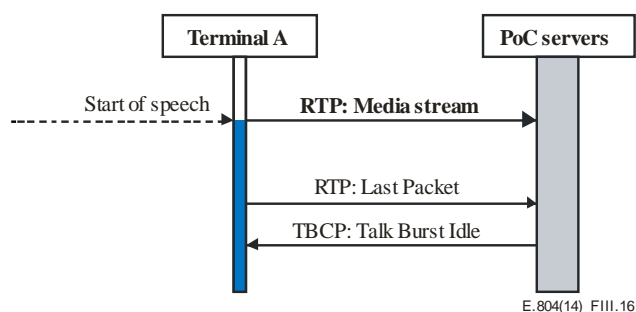 Terminal A
PoC servers
Start of speech
RTP: Media stream
RTP: Last Packet
TBCP: Talk Burst Idle
E.804(14)_FIII.16